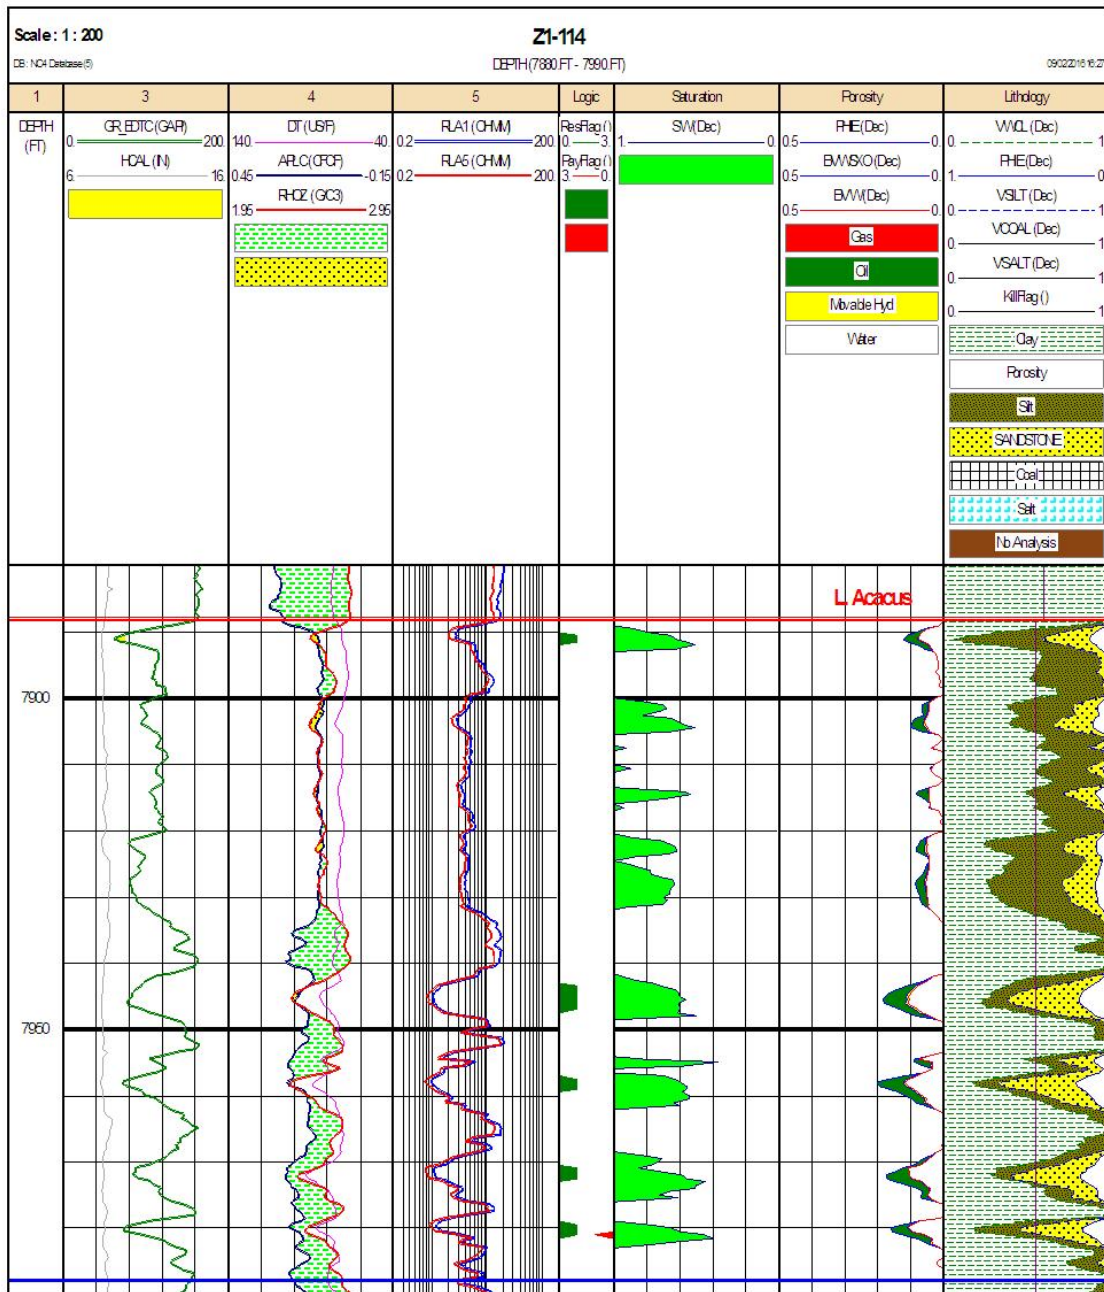 Scale : 1 : 200
Z1-114
DB : NC4 Database (5)
DEPTH (7880.FT - 7990.FT)
09/02/2016 16:27
1 3 4 5 Logic Saturation Porosity Lithology
DEPTH (FT)
GR_EDTC (GAPI)
0. 200.
HCAL (IN)
6. 16.
DT (US/F)
140. 40.
APLC (CFCF)
0.45 -0.15
RHOZ (G/C3)
1.95 2.95
RLA1 (OHMM)
0.2 200.
RLA5 (OHMM)
0.2 200.
ResFlag ()
0. 3.
PayFlag ()
3. 0.
SW (Dec)
1. 0.
PHIE (Dec)
0.5 0.
BVWSXO (Dec)
0.5 0.
BVW (Dec)
0.5 0.
Gas
Oil
Movable Hyd
Water
VWCL (Dec)
0. 1.
PHIE (Dec)
1. 0.
VSILT (Dec)
0. 1.
VCOAL (Dec)
0. 1.
VSALT (Dec)
0. 1.
KillFlag ()
0. 1.
Clay
Porosity
Silt
SANDSTONE
Coal
Salt
No Analysis
L. Acacus
7900
7950